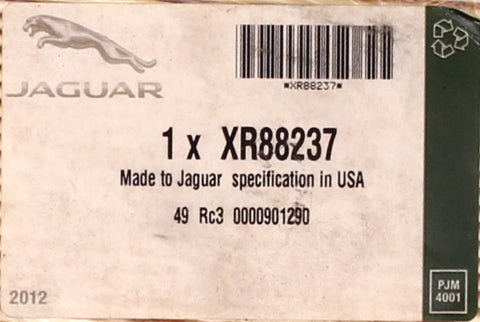 JAGUAR
*XR88237*
1 x XR88237
Made to Jaguar specification in USA
49 Rc3 0000901290
2012
PJM
4001